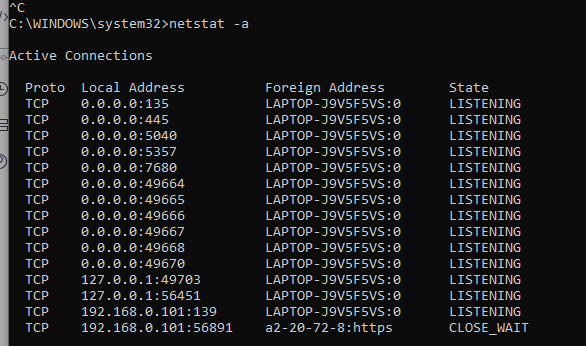 ^C
C:\WINDOWS\system32>netstat -a
Active Connections
Proto  Local Address          Foreign Address        State
TCP    0.0.0.0:135            LAPTOP-J9V5F5VS:0      LISTENING
TCP    0.0.0.0:445            LAPTOP-J9V5F5VS:0      LISTENING
TCP    0.0.0.0:5040           LAPTOP-J9V5F5VS:0      LISTENING
TCP    0.0.0.0:5357           LAPTOP-J9V5F5VS:0      LISTENING
TCP    0.0.0.0:7680           LAPTOP-J9V5F5VS:0      LISTENING
TCP    0.0.0.0:49664          LAPTOP-J9V5F5VS:0      LISTENING
TCP    0.0.0.0:49665          LAPTOP-J9V5F5VS:0      LISTENING
TCP    0.0.0.0:49666          LAPTOP-J9V5F5VS:0      LISTENING
TCP    0.0.0.0:49667          LAPTOP-J9V5F5VS:0      LISTENING
TCP    0.0.0.0:49668          LAPTOP-J9V5F5VS:0      LISTENING
TCP    0.0.0.0:49670          LAPTOP-J9V5F5VS:0      LISTENING
TCP    127.0.0.1:49703        LAPTOP-J9V5F5VS:0      LISTENING
TCP    127.0.0.1:56451        LAPTOP-J9V5F5VS:0      LISTENING
TCP    192.168.0.101:139      LAPTOP-J9V5F5VS:0      LISTENING
TCP    192.168.0.101:56891    a2-20-72-8:https       CLOSE_WAIT